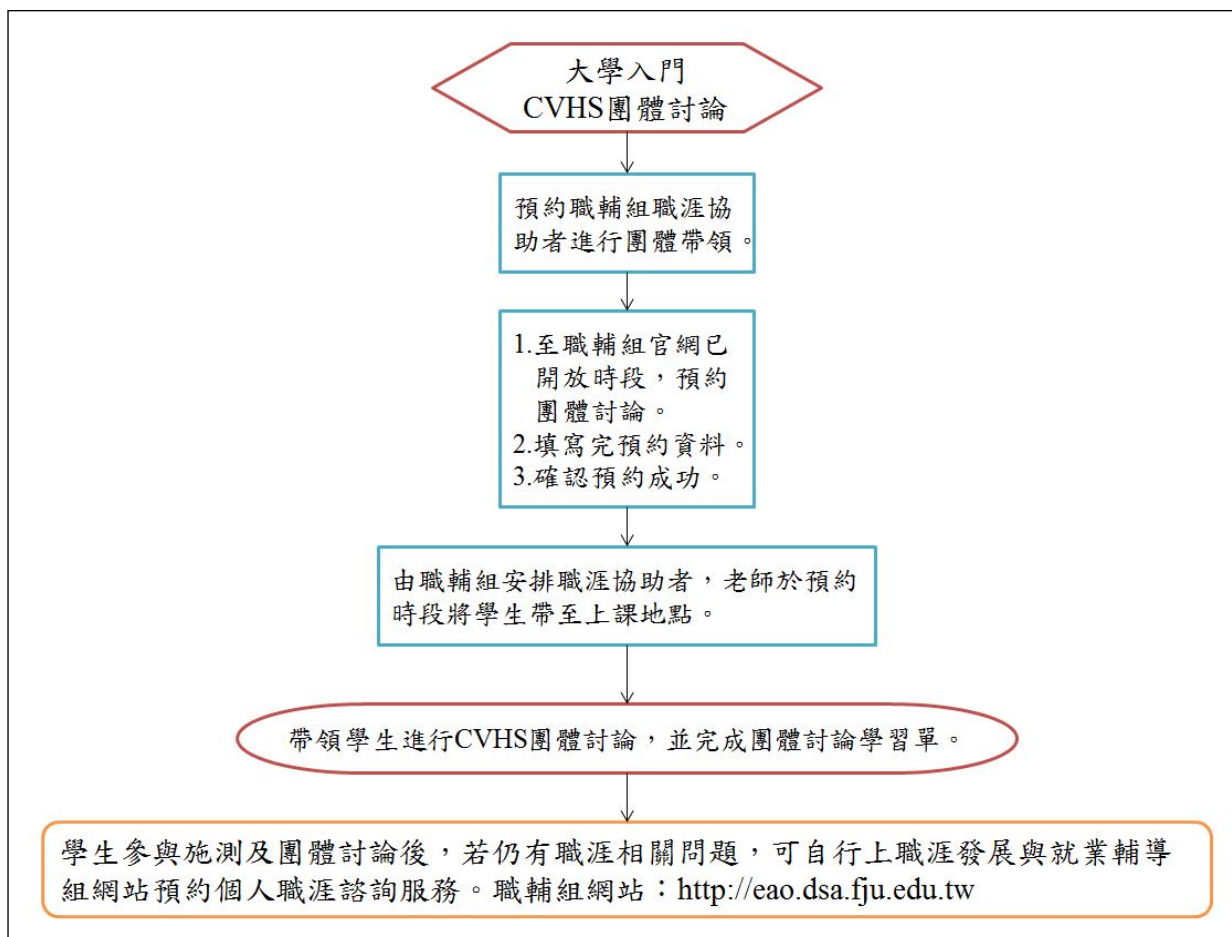 大學入門
CVHS團體討論
預約職輔組職涯協
助者進行團體帶領。
1.至職輔組官網已
開放時段，預約
團體討論。
2.填寫完預約資料。
3.確認預約成功。
由職輔組安排職涯協助者，老師於預約
時段將學生帶至上課地點。
帶領學生進行CVHS團體討論，並完成團體討論學習單。
學生參與施測及團體討論後，若仍有職涯相關問題，可自行上職涯發展與就業輔導
組網站預約個人職涯諮詢服務。職輔組網站：http://eao.dsa.fju.edu.tw